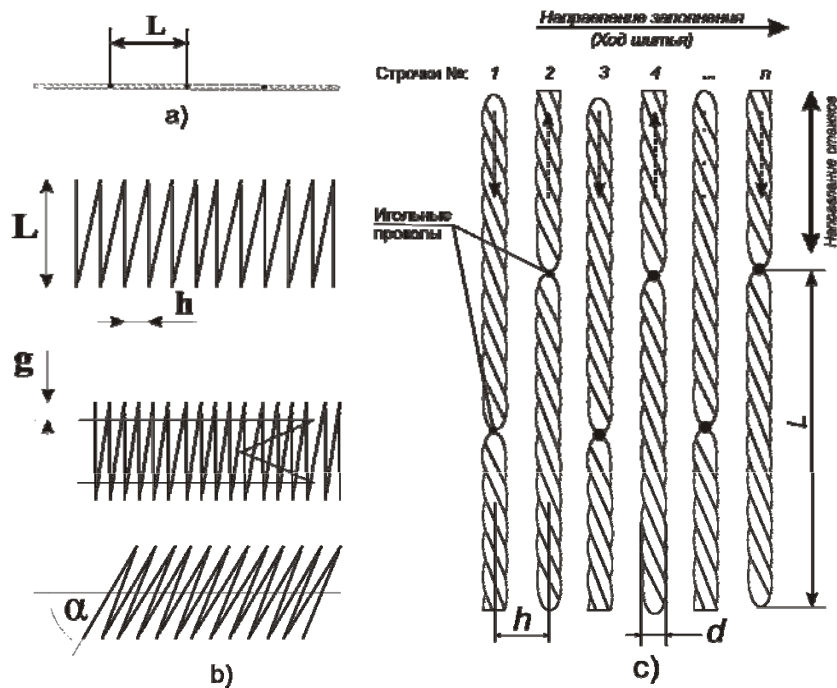 L
a)
L
h
g
α
b)
Направление заполнения
(Ход шитья)
Строчки №: 1 2 3 4 ... n
Направление стежков
Игольные
проколы
L
h
d
c)